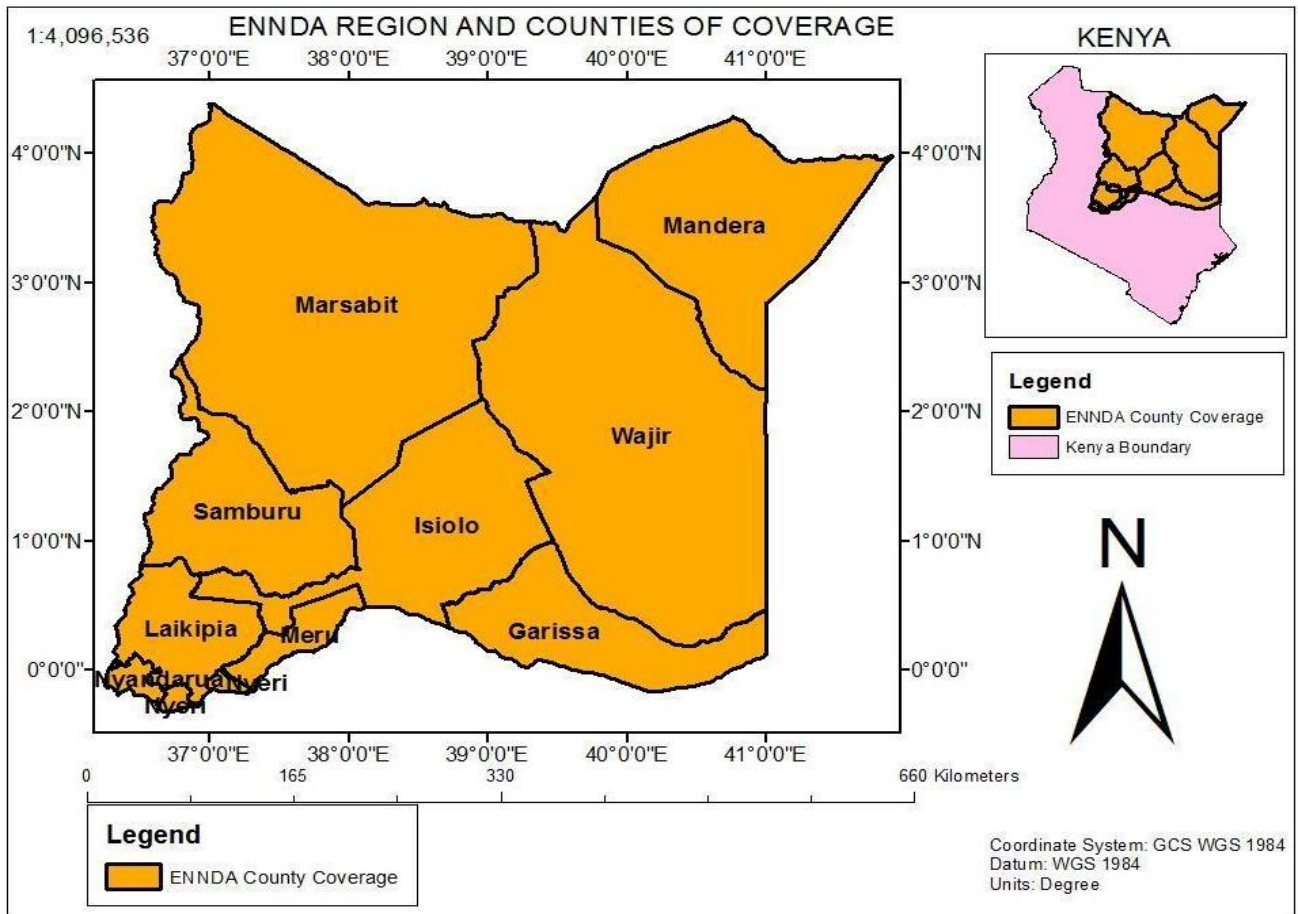 ENNDA REGION AND COUNTIES OF COVERAGE
1:4,096,536
37°0'0"E 38°0'0"E 39°0'0"E 40°0'0"E 41°0'0"E
4°0'0"N 4°0'0"N
3°0'0"N 3°0'0"N
2°0'0"N 2°0'0"N
1°0'0"N 1°0'0"N
0°0'0" 0°0'0"
Mandera
Marsabit
Wajir
Samburu
Isiolo
Laikipia
Meru
Garissa
Nyandarua
Nyeri
Nyeri
37°0'0"E 38°0'0"E 39°0'0"E 40°0'0"E 41°0'0"E
0 165 330 660 Kilometers
Legend
ENNDA County Coverage
KENYA
Legend
ENNDA County Coverage
Kenya Boundary
N
Coordinate System: GCS WGS 1984
Datum: WGS 1984
Units: Degree